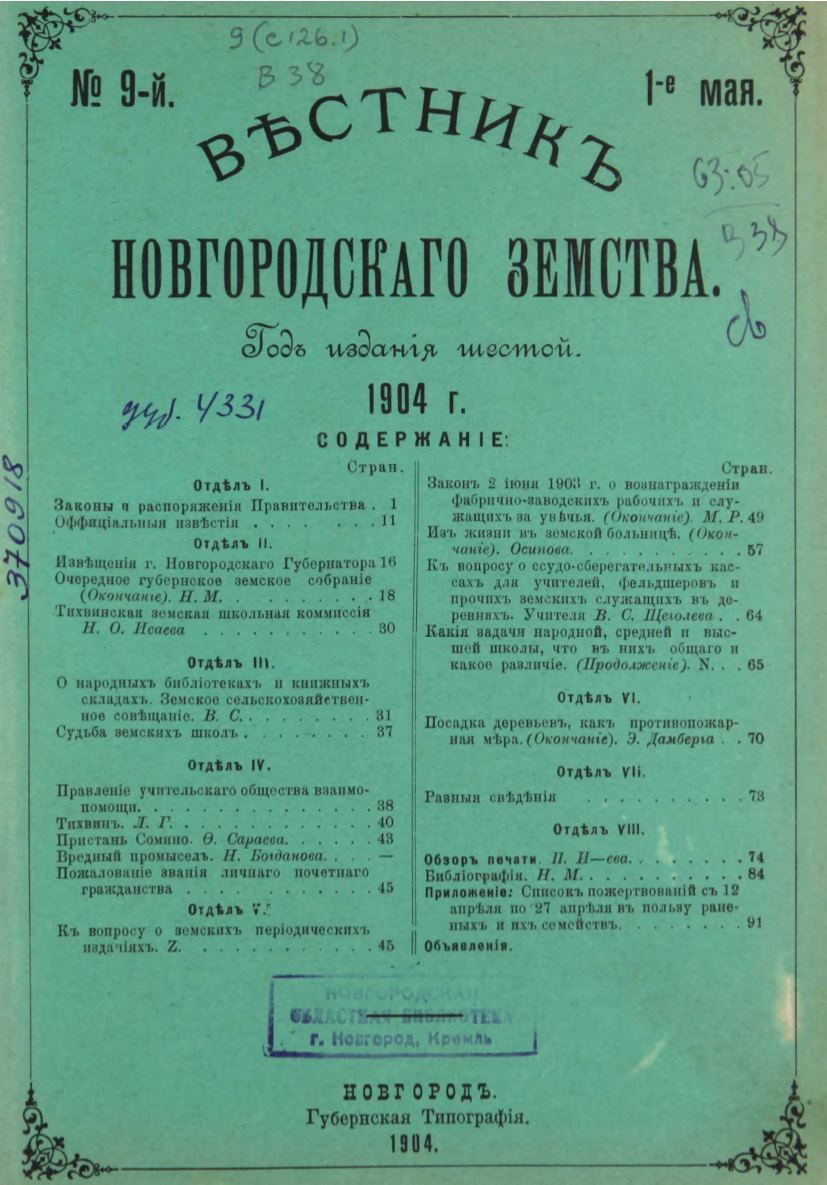 9 (с 126.1)
В 38
№ 9-й.
1-е мая.
ВѢСТНИКЪ
63:05
В 38
НОВГОРОДСКАГО ЗЕМСТВА.
Годъ изданія шестой.
дуб. 4331
1904 г.
370918
СОДЕРЖАНІЕ:
Стран.
Отдѣлъ I.
Законы и распоряженія Правительства . 1
Оффиціальныя извѣстія . . . . . . . 11
Отдѣлъ II.
Извѣщенія г. Новгородскаго Губернатора 16
Очередное губернское земское собраніе
(Окончаніе). Н. М. . . . . . . . . 18
Тихвинская земская школьная коммиссія
Н. О. Исаева . . . . . . . . . . . 30
Отдѣлъ III.
О народныхъ библіотекахъ и книжныхъ
складахъ. Земское сельскохозяйствен-
ное совѣщаніе. В. С. . . . . . . . . 31
Судьба земскихъ школъ . . . . . . . . 37
Отдѣлъ IV.
Правленіе учительскаго общества взаимо-
помощи. . . . . . . . . . . . . . 38
Тихвинъ. Л. Г. . . . . . . . . . . . 40
Пристань Сомино. Ѳ. Сараева. . . . . . 43
Вредный промыселъ. Н. Богданова. . . . —
Пожалованіе званія личнаго почетнаго
гражданства . . . . . . . . . . . . 45
Отдѣлъ V.
Къ вопросу о земскихъ періодическихъ
изданіяхъ. Z. . . . . . . . . . . . 45
Стран.
Законъ 2 іюня 1903 г. о вознагражденіи
фабрично-заводскихъ рабочихъ и слу-
жащихъ за увѣчья. (Окончаніе). М. Р. 49
Изъ жизни въ земской больницѣ. (Окон-
чаніе). Осипова. . . . . . . . . . 57
Къ вопросу о ссудо-сберегательныхъ кас-
сахъ для учителей, фельдшеровъ и
прочихъ земскихъ служащихъ въ де-
ревняхъ. Учителя В. С. Щеголева . . 64
Какія задачи народной, средней и выс-
шей школы, что въ нихъ общаго и
какое различіе. (Продолженіе). N. . . 65
Отдѣлъ VI.
Посадка деревьевъ, какъ противопожар-
ная мѣра. (Окончаніе). Э. Дамберга . . 70
Отдѣлъ VII.
Разныя свѣдѣнія . . . . . . . . . . 73
Отдѣлъ VIII.
Обзоръ печати. П. И—ева. . . . . . . . 74
Библіографія. Н. М. . . . . . . . . . 84
Приложеніе: Списокъ пожертвованій съ 12
апрѣля по 27 апрѣля въ пользу ране-
ныхъ и ихъ семействъ. . . . . . . . 91
Объявленія.
НОВГОРОДСКАЯ
ОБЛАСТНАЯ БИБЛИОТЕКА
г. Новгород, Кремль
НОВГОРОДЪ.
Губернская Типографія.
1904.